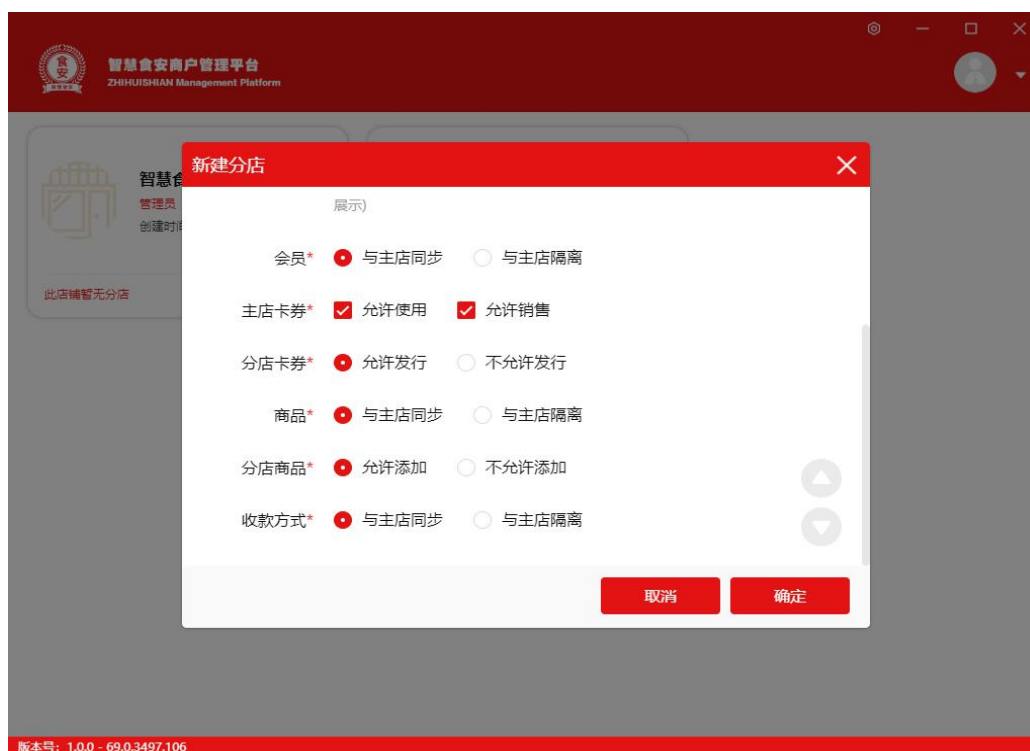 智慧食安商户管理平台
ZHIHUISHIAN Management Platform
食安
智慧食
管理员
创建时间
此店铺暂无分店
新建分店
展示)
会员* 与主店同步 与主店隔离
主店卡券* 允许使用 允许销售
分店卡券* 允许发行 不允许发行
商品* 与主店同步 与主店隔离
分店商品* 允许添加 不允许添加
收款方式* 与主店同步 与主店隔离
取消 确定
版本号: 1.0.0 - 69.0.3497.106